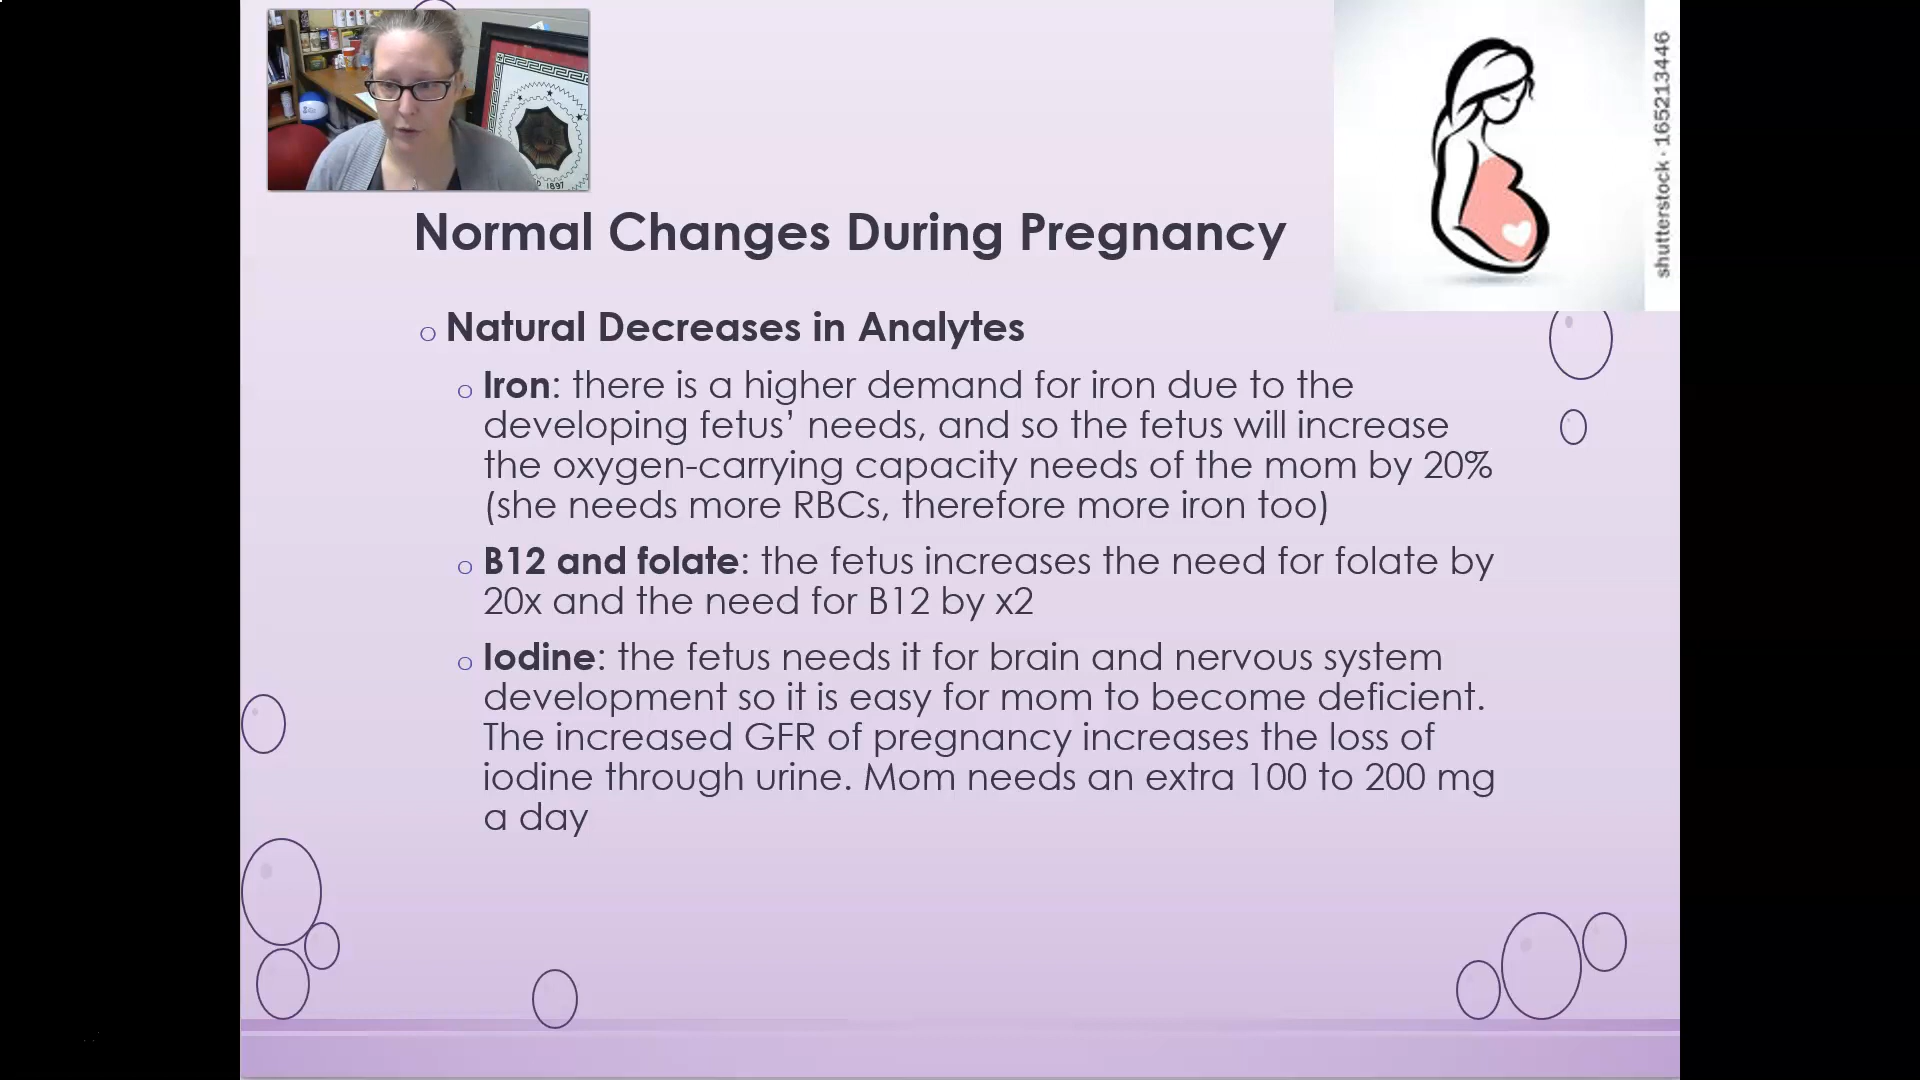 1897
shutterstock · 1652134446
Normal Changes During Pregnancy
Natural Decreases in Analytes
Iron: there is a higher demand for iron due to the
developing fetus’ needs, and so the fetus will increase
the oxygen-carrying capacity needs of the mom by 20%
(she needs more RBCs, therefore more iron too)
B12 and folate: the fetus increases the need for folate by
20x and the need for B12 by x2
Iodine: the fetus needs it for brain and nervous system
development so it is easy for mom to become deficient.
The increased GFR of pregnancy increases the loss of
iodine through urine. Mom needs an extra 100 to 200 mg
a day